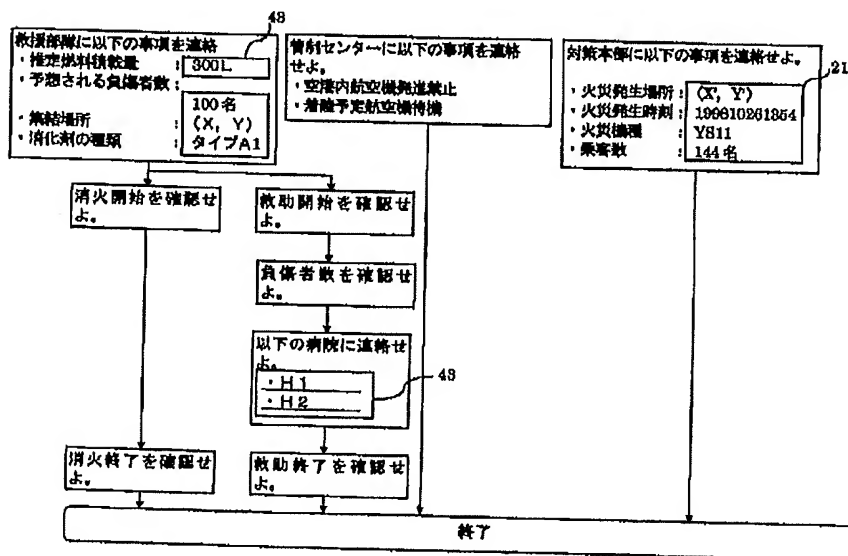 48
救援部隊に以下の事項を連絡
・推定燃料積載量 : 300L
・予想される負傷者数:
100名
・集結場所 : (X, Y)
・消化剤の種類 : タイプA1
管制センターに以下の事項を連絡
せよ。
・空港内航空機発進禁止
・着陸予定航空機待機
対策本部に以下の事項を連絡せよ。
21
・火災発生場所 : (X', Y')
・火災発生時刻 : 199810261354
・火災機種 : YS11
・乗客数 : 144名
消火開始を確認せ
よ。
救助開始を確認せ
よ。
負傷者数を確認せ
よ。
以下の病院に連絡せ
よ。
・H1
・H2
43
消火終了を確認せ
よ。
救助終了を確認せ
よ。
終了